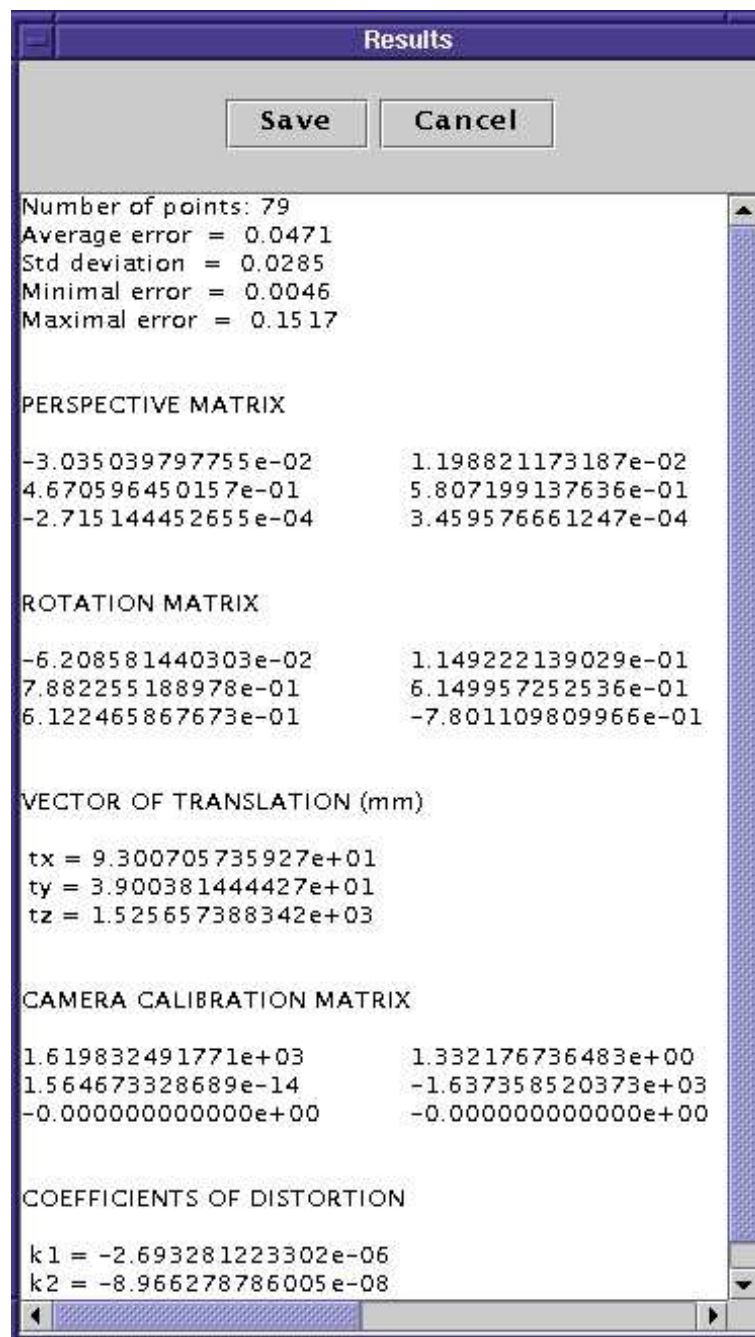 Results
Save Cancel
Number of points: 79
Average error = 0.0471
Std deviation = 0.0285
Minimal error = 0.0046
Maximal error = 0.1517
PERSPECTIVE MATRIX
-3.035039797755e-02 1.198821173187e-02
4.670596450157e-01 5.807199137636e-01
-2.715144452655e-04 3.459576661247e-04
ROTATION MATRIX
-6.208581440303e-02 1.149222139029e-01
7.882255188978e-01 6.149957252536e-01
6.122465867673e-01 -7.801109809966e-01
VECTOR OF TRANSLATION (mm)
tx = 9.300705735927e+01
ty = 3.900381444427e+01
tz = 1.525657388342e+03
CAMERA CALIBRATION MATRIX
1.619832491771e+03 1.332176736483e+00
1.564673328689e-14 -1.637358520373e+03
-0.000000000000e+00 -0.000000000000e+00
COEFFICIENTS OF DISTORTION
k1 = -2.693281223302e-06
k2 = -8.966278786005e-08